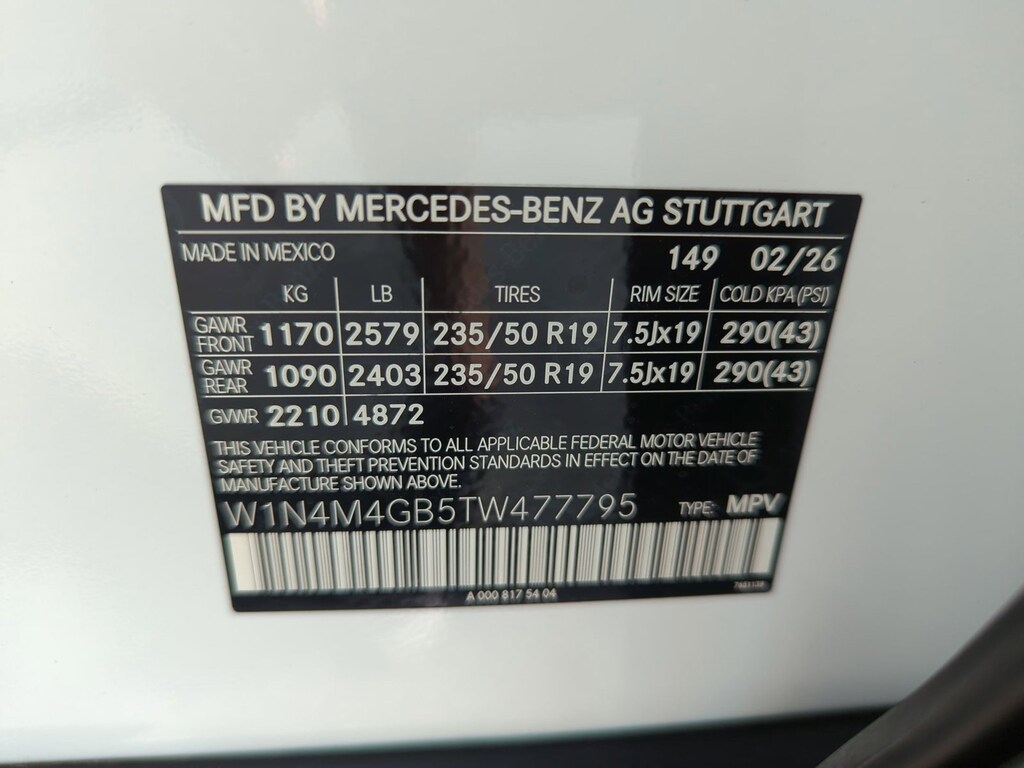 MFD BY MERCEDES-BENZ AG STUTTGART
MADE IN MEXICO 149 02/26
KG LB TIRES RIM SIZE COLD KPA (PSI)
GAWR FRONT 1170 2579 235/50 R19 7.5Jx19 290(43)
GAWR REAR 1090 2403 235/50 R19 7.5Jx19 290(43)
GVWR 2210 4872
THIS VEHICLE CONFORMS TO ALL APPLICABLE FEDERAL MOTOR VEHICLE
SAFETY AND THEFT PREVENTION STANDARDS IN EFFECT ON THE DATE OF
MANUFACTURE SHOWN ABOVE.
W1N4M4GB5TW477795 TYPE: MPV
A 000 817 54 04